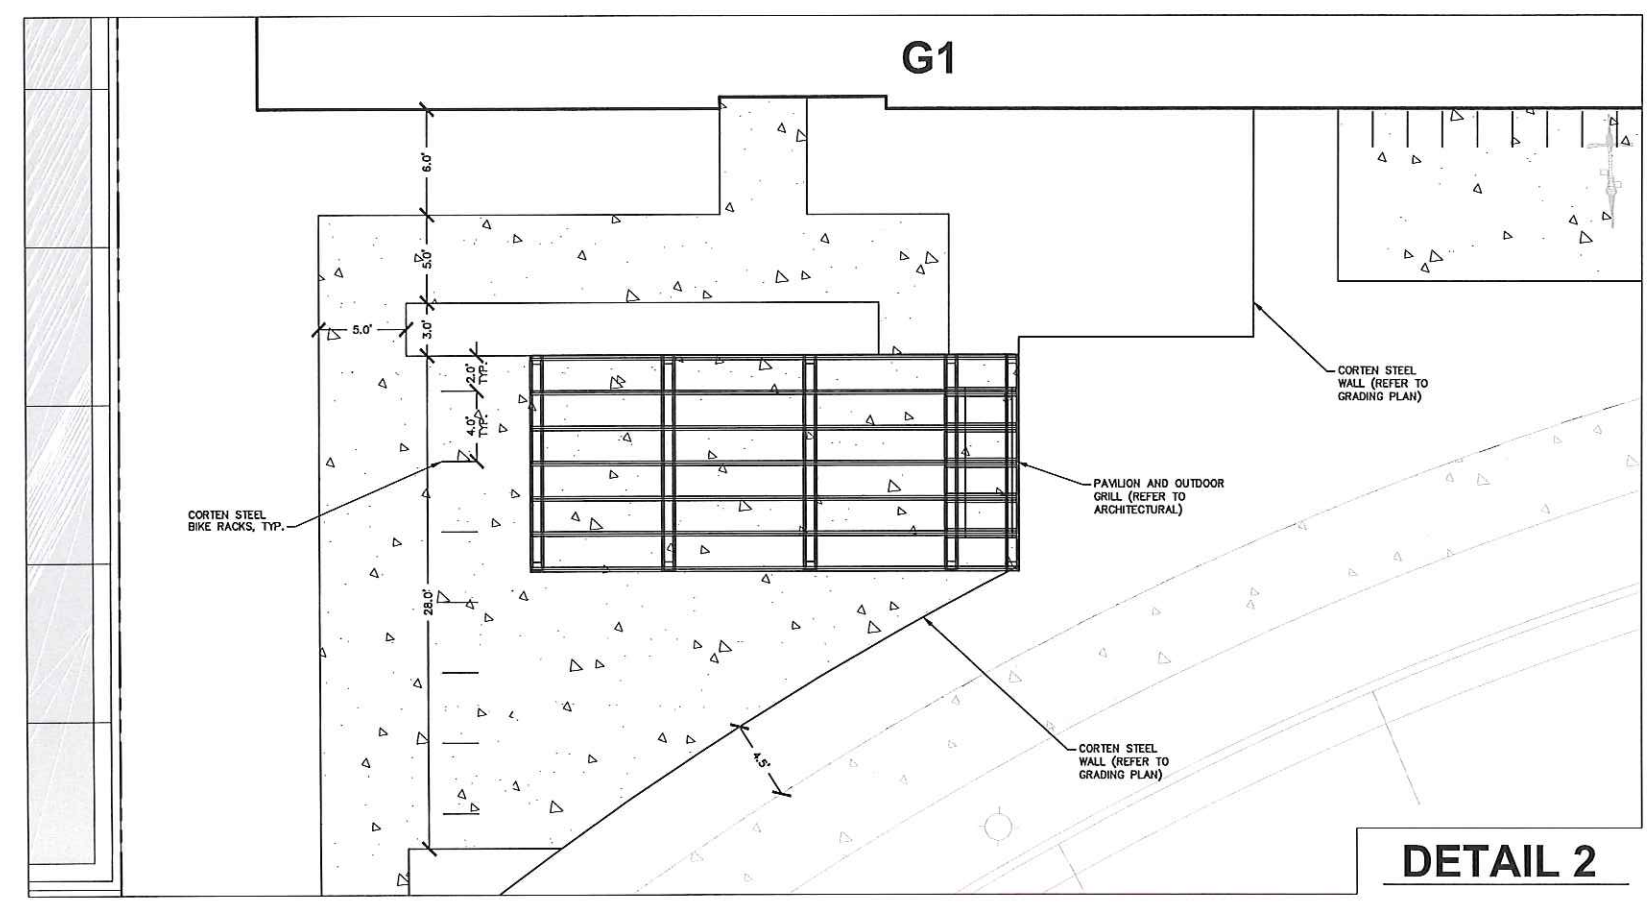 G1
6.0'
5.0'
5.0'
3.0'
2.0'
TYP.
4.0'
TYP.
CORTEN STEEL
WALL (REFER TO
GRADING PLAN)
PAVILION AND OUTDOOR
GRILL (REFER TO
ARCHITECTURAL)
CORTEN STEEL
BIKE RACKS, TYP.
28.0'
4.5'
CORTEN STEEL
WALL (REFER TO
GRADING PLAN)
DETAIL 2